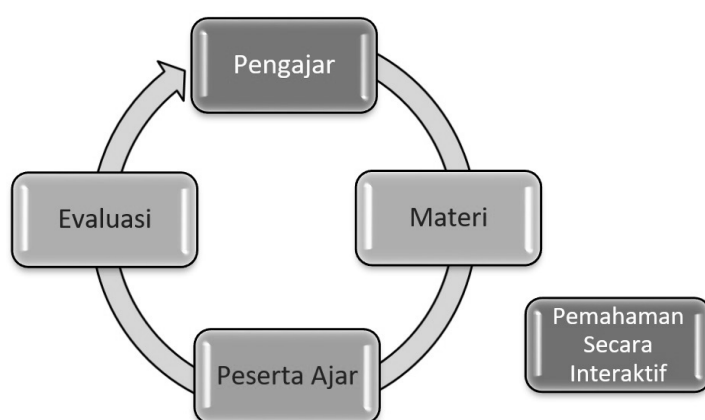 Pengajar
Evaluasi
Materi
Peserta Ajar
Pemahaman
Secara
Interaktif